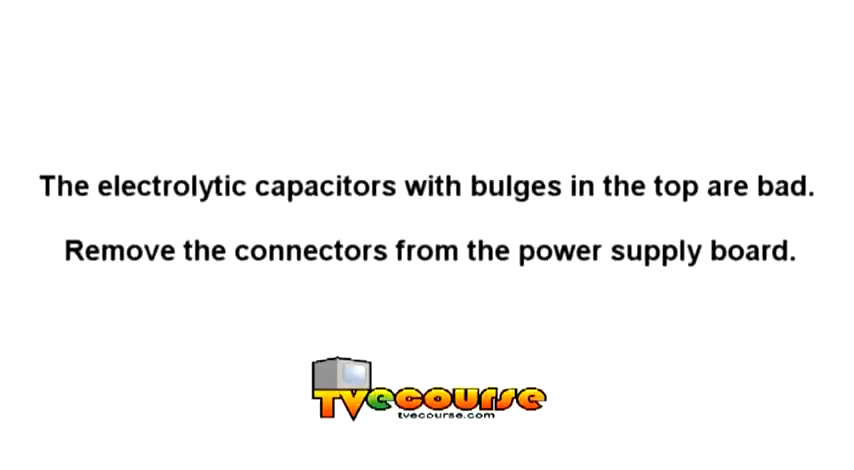 The electrolytic capacitors with bulges in the top are bad.
Remove the connectors from the power supply board.
TVecourse
tvecourse.com